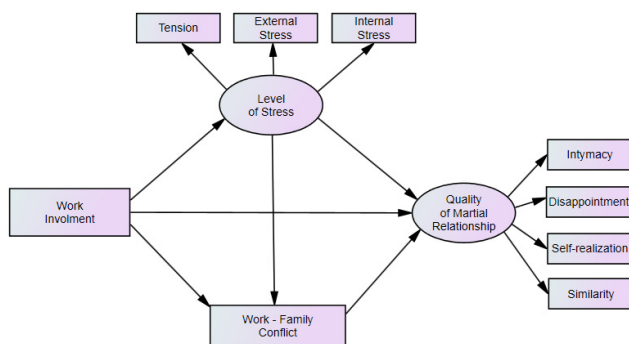 Tension
External
Stress
Internal
Stress
Level
of Stress
Work
Involment
Quality
of Martial
Relationship
Intymacy
Disappointment
Self-realization
Similarity
Work - Family
Conflict